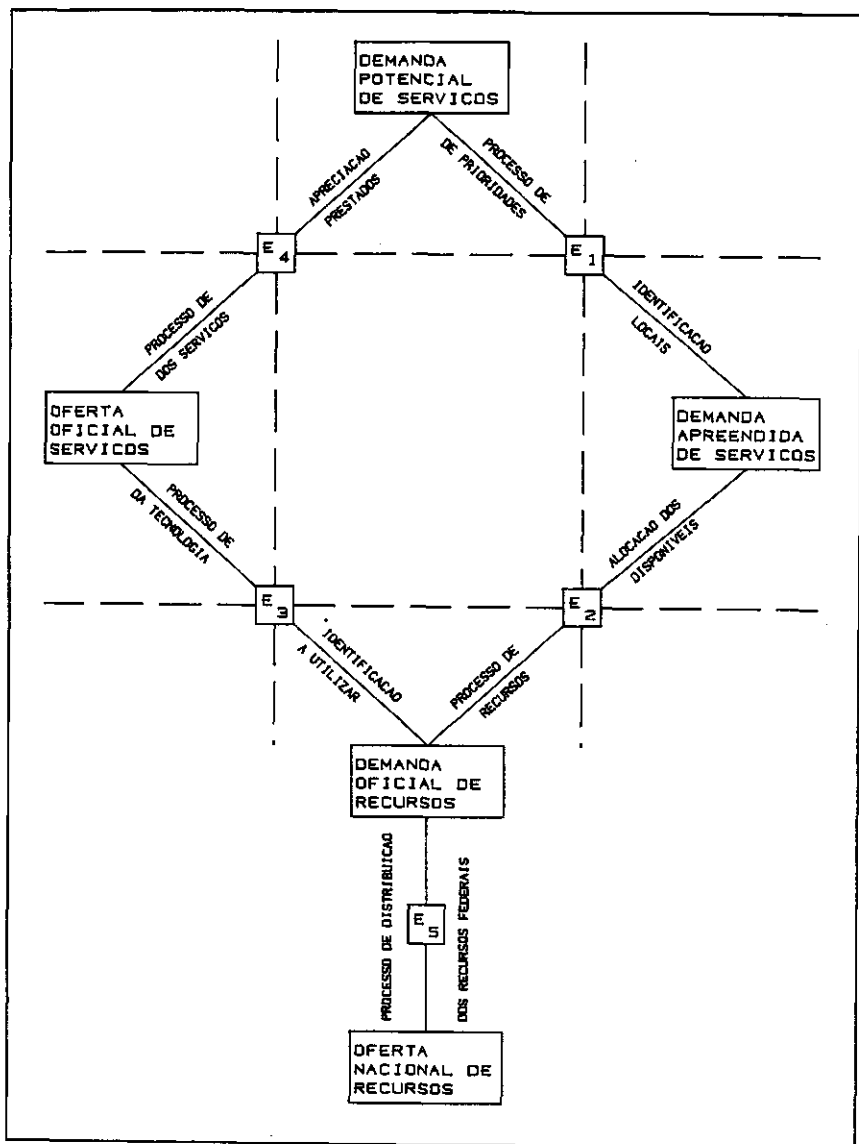 DEMANDA
POTENCIAL
DE SERVICOS
APRECIACAO
PRESTADOS
PROCESSO DE
DE PRIORIDADES
E4
E1
PROCESSO DE
DOS SERVICOS
IDENTIFICACAO
LOCAIS
OFERTA
OFICIAL DE
SERVICOS
DEMANDA
APREENDIDA
DE SERVICOS
PROCESSO DE
DA TECNOLOGIA
ALOCACAO DOS
DISPONIVEIS
E3
E2
IDENTIFICACAO
A UTILIZAR
PROCESSO DE
RECURSOS
DEMANDA
OFICIAL DE
RECURSOS
PROCESSO DE DISTRIBUICAO
DOS RECURSOS FEDERAIS
E5
OFERTA
NACIONAL DE
RECURSOS